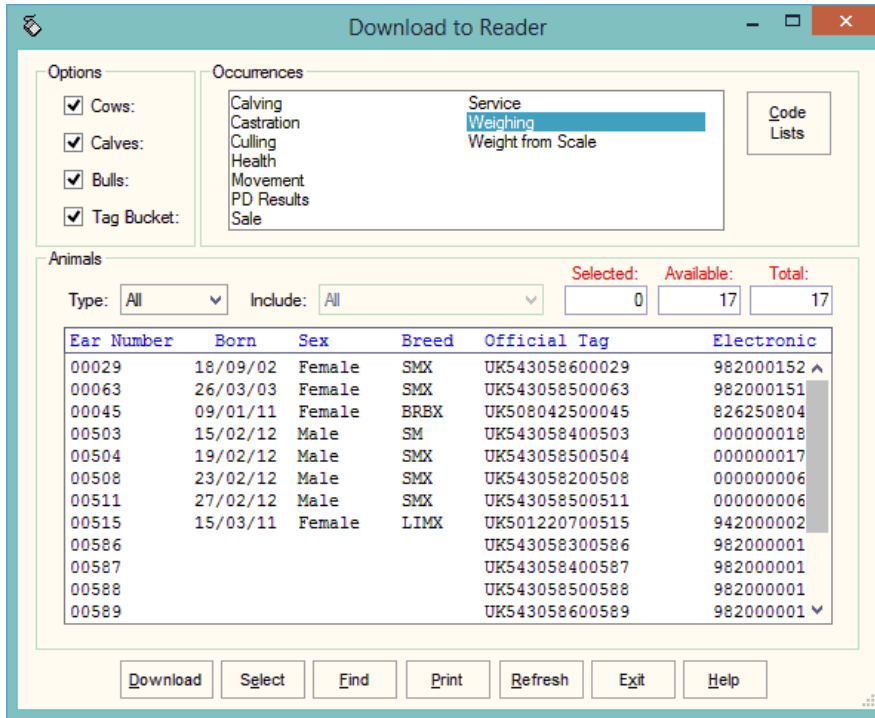 Download to Reader
Options
Cows:
Calves:
Bulls:
Tag Bucket:
Occurrences
Calving
Castration
Culling
Health
Movement
PD Results
Sale
Service
Weighing
Weight from Scale
Code
Lists
Animals
Type: All Include: All Selected: 0 Available: 17 Total: 17
Ear Number Born Sex Breed Official Tag Electronic
00029 18/09/02 Female SMX UK543058600029 982000152
00063 26/03/03 Female SMX UK543058500063 982000151
00045 09/01/11 Female BRBX UK508042500045 826250804
00503 15/02/12 Male SM UK543058400503 000000018
00504 19/02/12 Male SMX UK543058500504 000000017
00508 23/02/12 Male SMX UK543058200508 000000006
00511 27/02/12 Male SMX UK543058500511 000000006
00515 15/03/11 Female LIMX UK501220700515 942000002
00586 UK543058300586 982000001
00587 UK543058400587 982000001
00588 UK543058500588 982000001
00589 UK543058600589 982000001
Download Select Find Print Refresh Exit Help